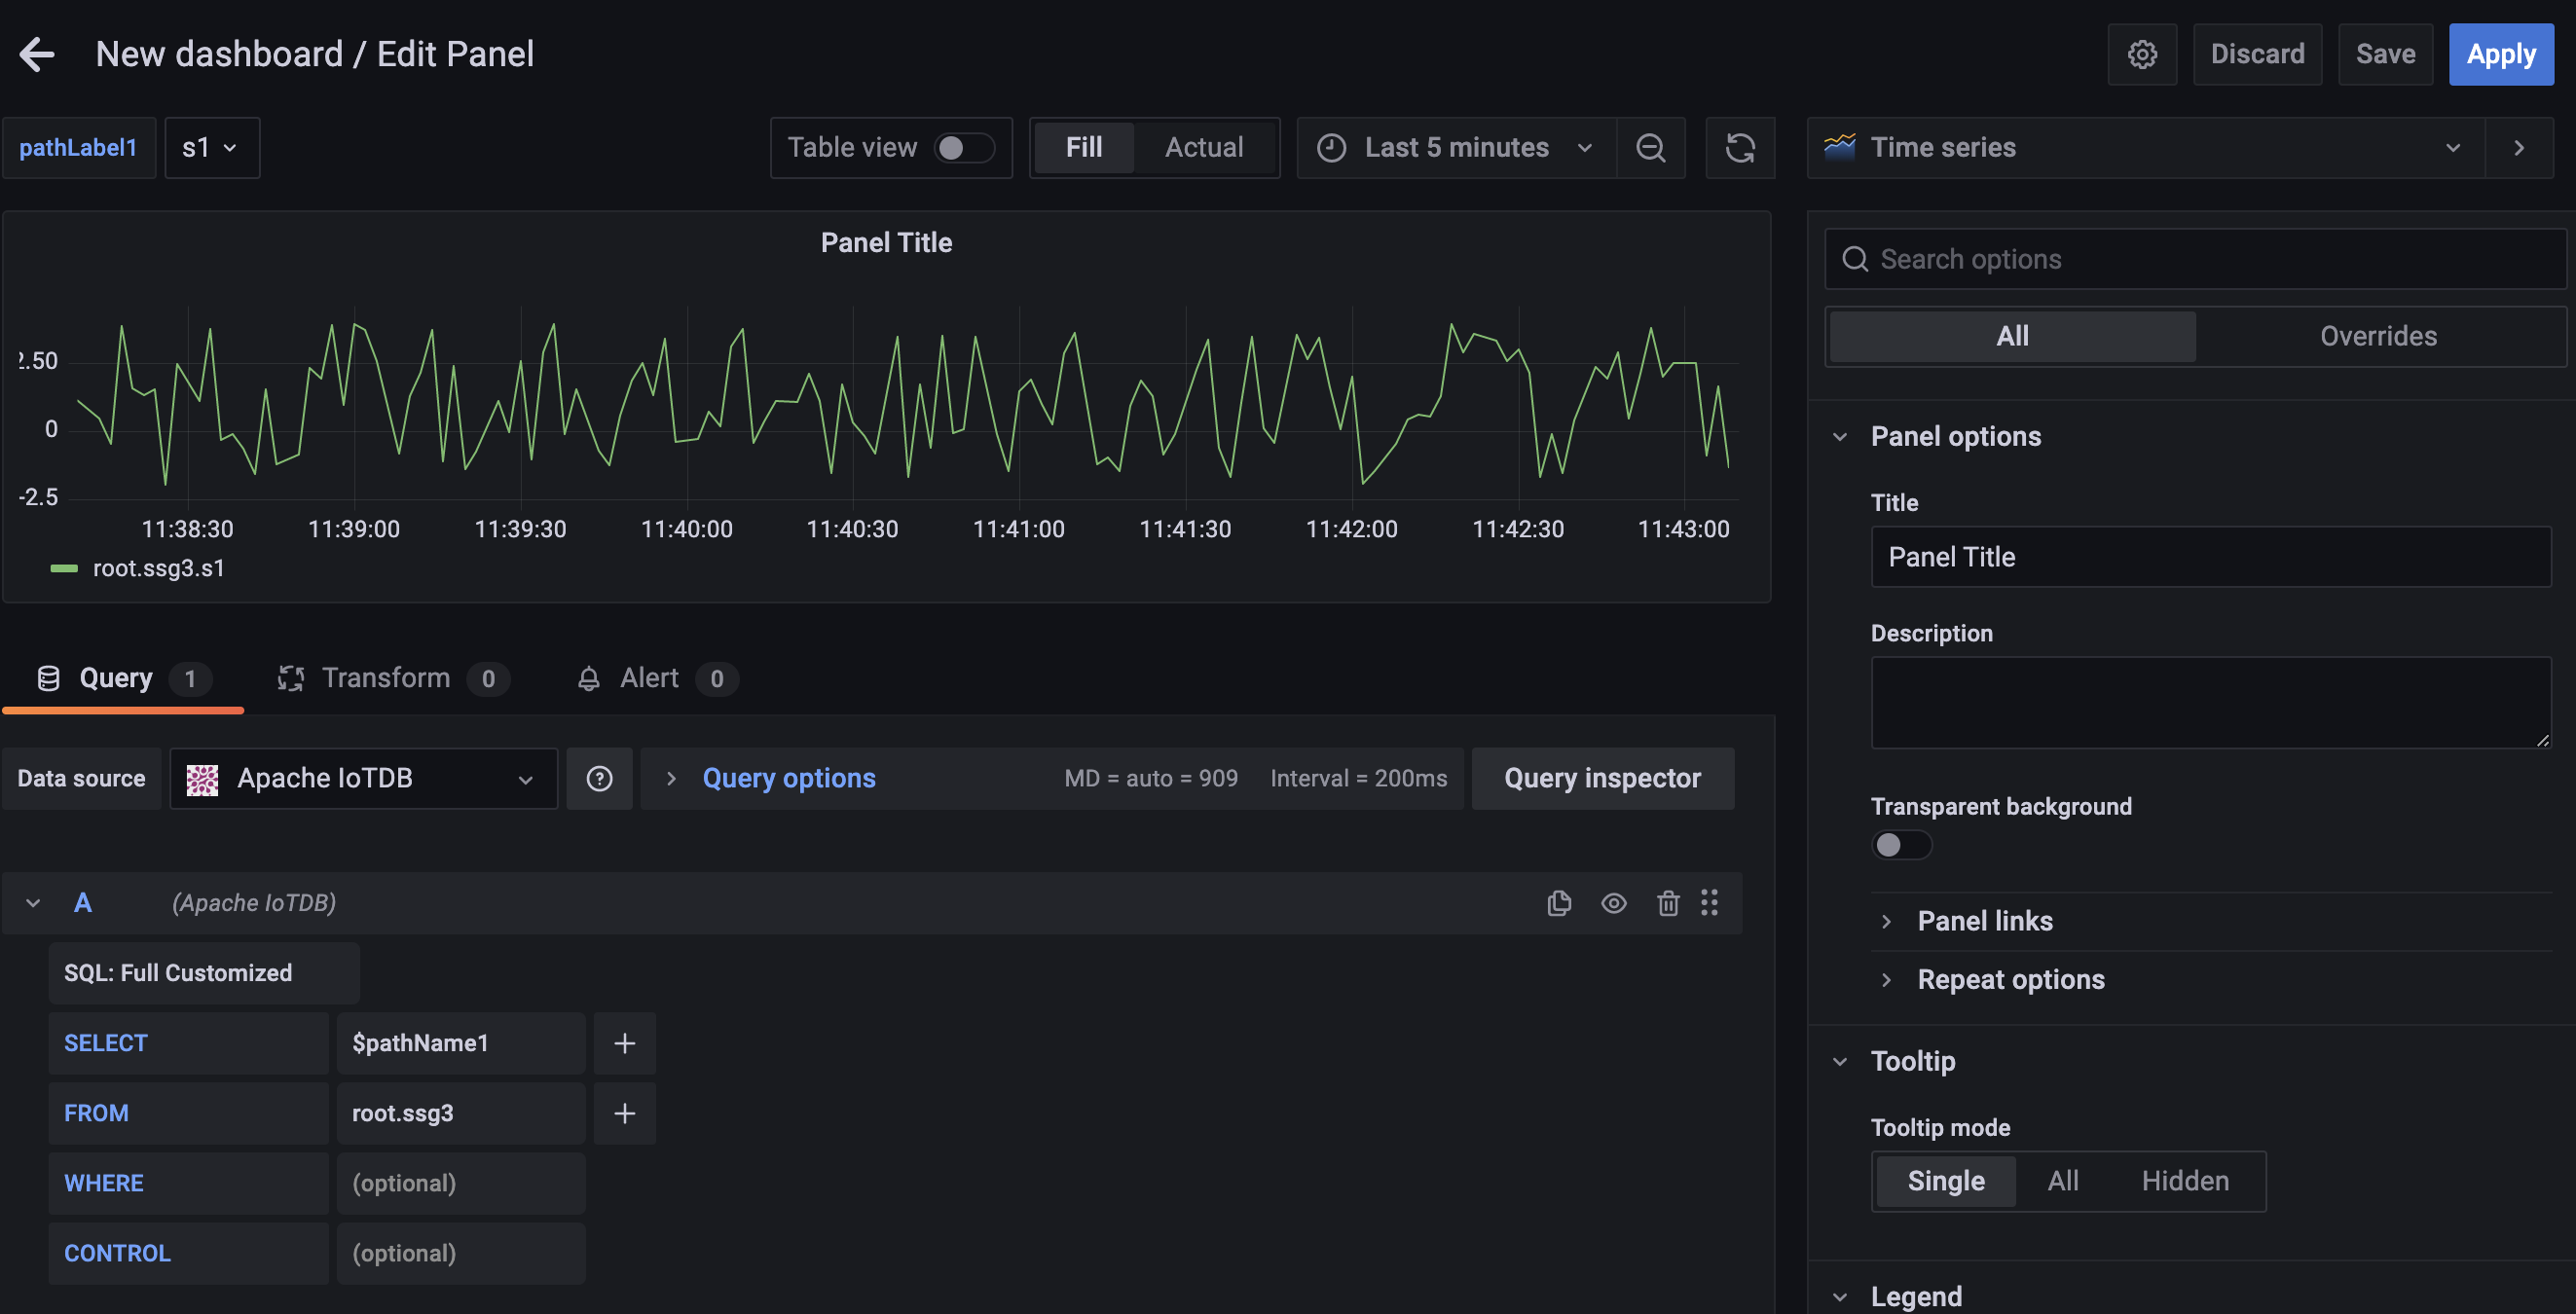 New dashboard / Edit Panel
Discard
Save
Apply
pathLabel1
s1
Table view
Fill
Actual
Last 5 minutes
Time series
Panel Title
2.50
0
-2.5
11:38:30
11:39:00
11:39:30
11:40:00
11:40:30
11:41:00
11:41:30
11:42:00
11:42:30
11:43:00
root.ssg3.s1
Query 1
Transform 0
Alert 0
Data source
Apache IoTDB
Query options
MD = auto = 909
Interval = 200ms
Query inspector
A
(Apache IoTDB)
SQL: Full Customized
SELECT
$pathName1
+
FROM
root.ssg3
+
WHERE
(optional)
CONTROL
(optional)
Search options
All
Overrides
Panel options
Title
Panel Title
Description
Transparent background
Panel links
Repeat options
Tooltip
Tooltip mode
Single
All
Hidden
Legend